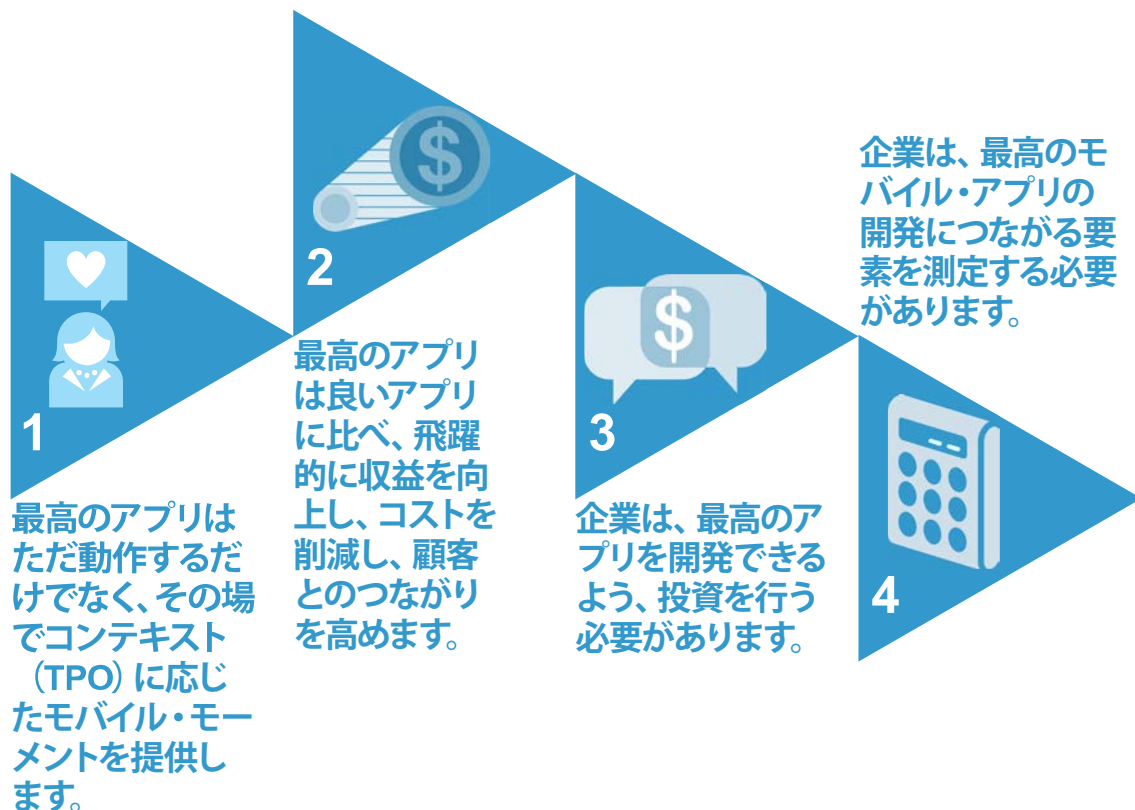 1
最高のアプリは
ただ動作するだ
けでなく、その場
でコンテキスト
（TPO）に応じ
たモバイル・モー
メントを提供し
ます。
2
最高のアプリ
は良いアプリ
に比べ、飛躍
的に収益を向
上し、コストを
削減し、顧客
とのつながり
を高めます。
3
企業は、最高のア
プリを開発できる
よう、投資を行う
必要があります。
企業は、最高のモ
バイル・アプリの
開発につながる要
素を測定する必要
があります。
4
$
$